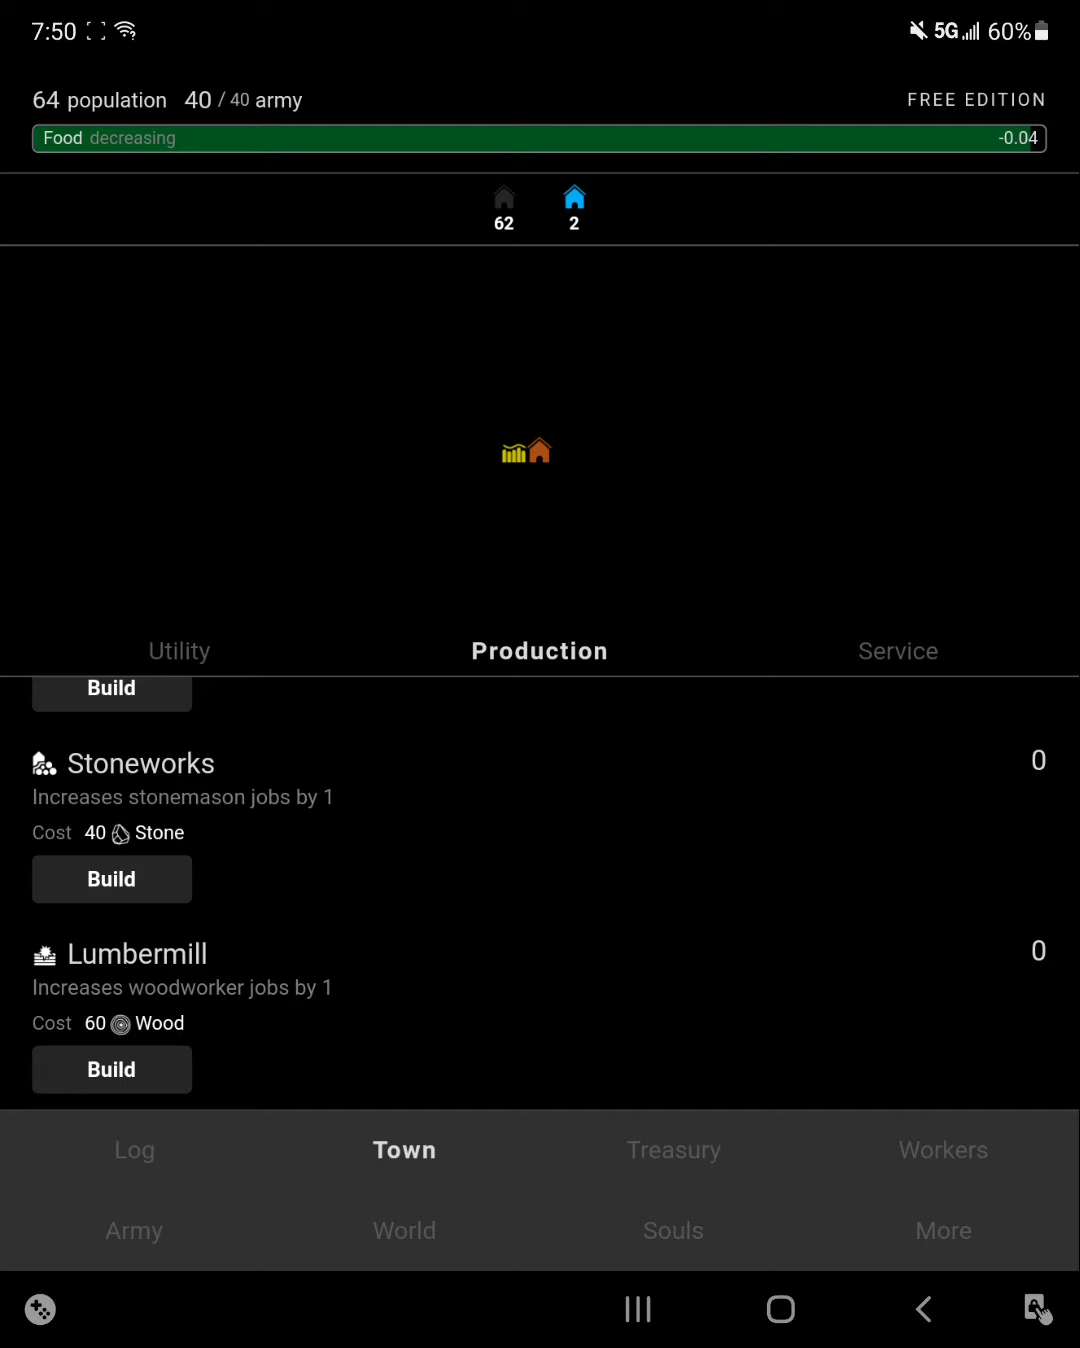 7:50 5G 60%
64 population 40 / 40 army FREE EDITION
Food decreasing -0.04
62 2
Utility Production Service
Build
Stoneworks 0
Increases stonemason jobs by 1
Cost 40 Stone
Build
Lumbermill 0
Increases woodworker jobs by 1
Cost 60 Wood
Build
Log Town Treasury Workers
Army World Souls More